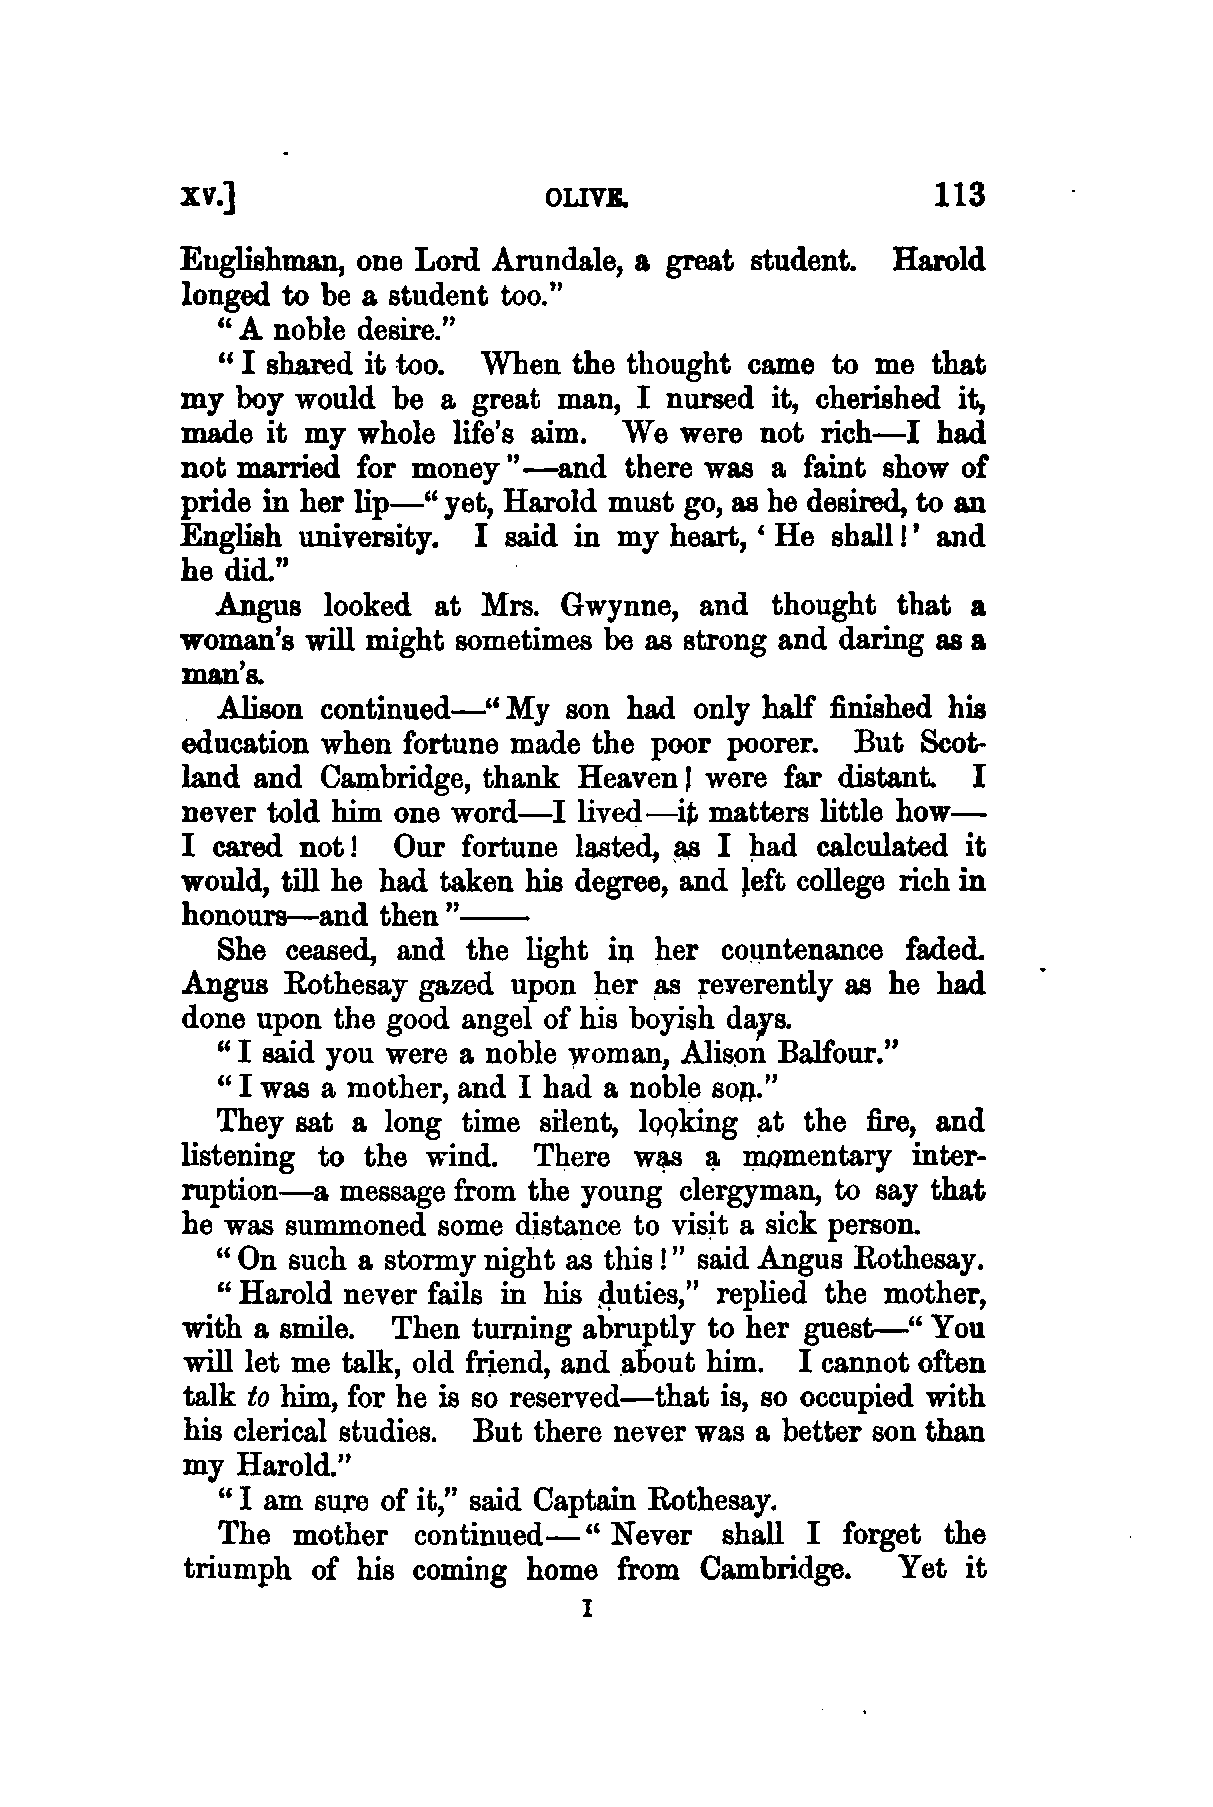 XV.] OLIVE. 113
Englishman, one Lord Arundale, a great student. Harold
longed to be a student too."
"A noble desire."
"I shared it too. When the thought came to me that
my boy would be a great man, I nursed it, cherished it,
made it my whole life's aim. We were not rich—I had
not married for money"—and there was a faint show of
pride in her lip—"yet, Harold must go, as he desired, to an
English university. I said in my heart, 'He shall!' and
he did."
Angus looked at Mrs. Gwynne, and thought that a
woman's will might sometimes be as strong and daring as a
man's.
Alison continued—"My son had only half finished his
education when fortune made the poor poorer. But Scot-
land and Cambridge, thank Heaven! were far distant. I
never told him one word—I lived—it matters little how—
I cared not! Our fortune lasted, as I had calculated it
would, till he had taken his degree, and left college rich in
honours—and then"——
She ceased, and the light in her countenance faded.
Angus Rothesay gazed upon her as reverently as he had
done upon the good angel of his boyish days.
"I said you were a noble woman, Alison Balfour."
"I was a mother, and I had a noble son."
They sat a long time silent, looking at the fire, and
listening to the wind. There was a momentary inter-
ruption—a message from the young clergyman, to say that
he was summoned some distance to visit a sick person.
"On such a stormy night as this!" said Angus Rothesay.
"Harold never fails in his duties," replied the mother,
with a smile. Then turning abruptly to her guest—"You
will let me talk, old friend, and about him. I cannot often
talk to him, for he is so reserved—that is, so occupied with
his clerical studies. But there never was a better son than
my Harold."
"I am sure of it," said Captain Rothesay.
The mother continued—"Never shall I forget the
triumph of his coming home from Cambridge. Yet it
I